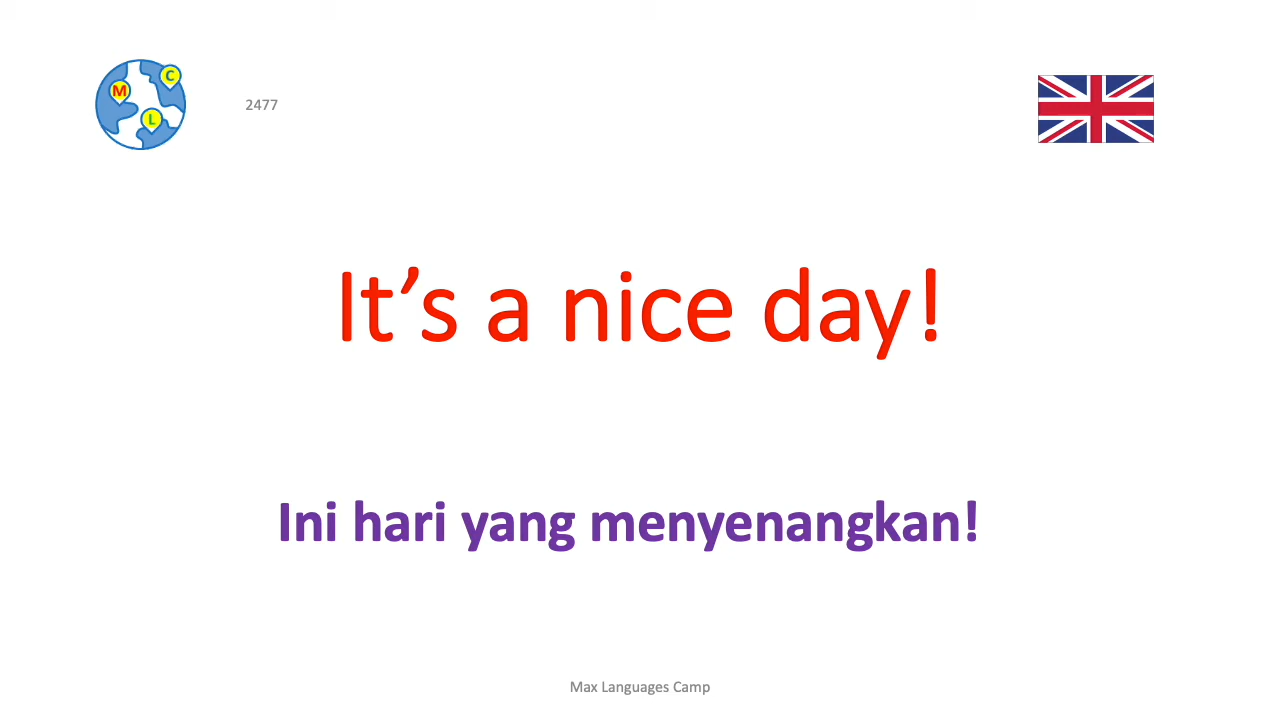 M
C
L
2477
It’s a nice day!
Ini hari yang menyenangkan!
Max Languages Camp